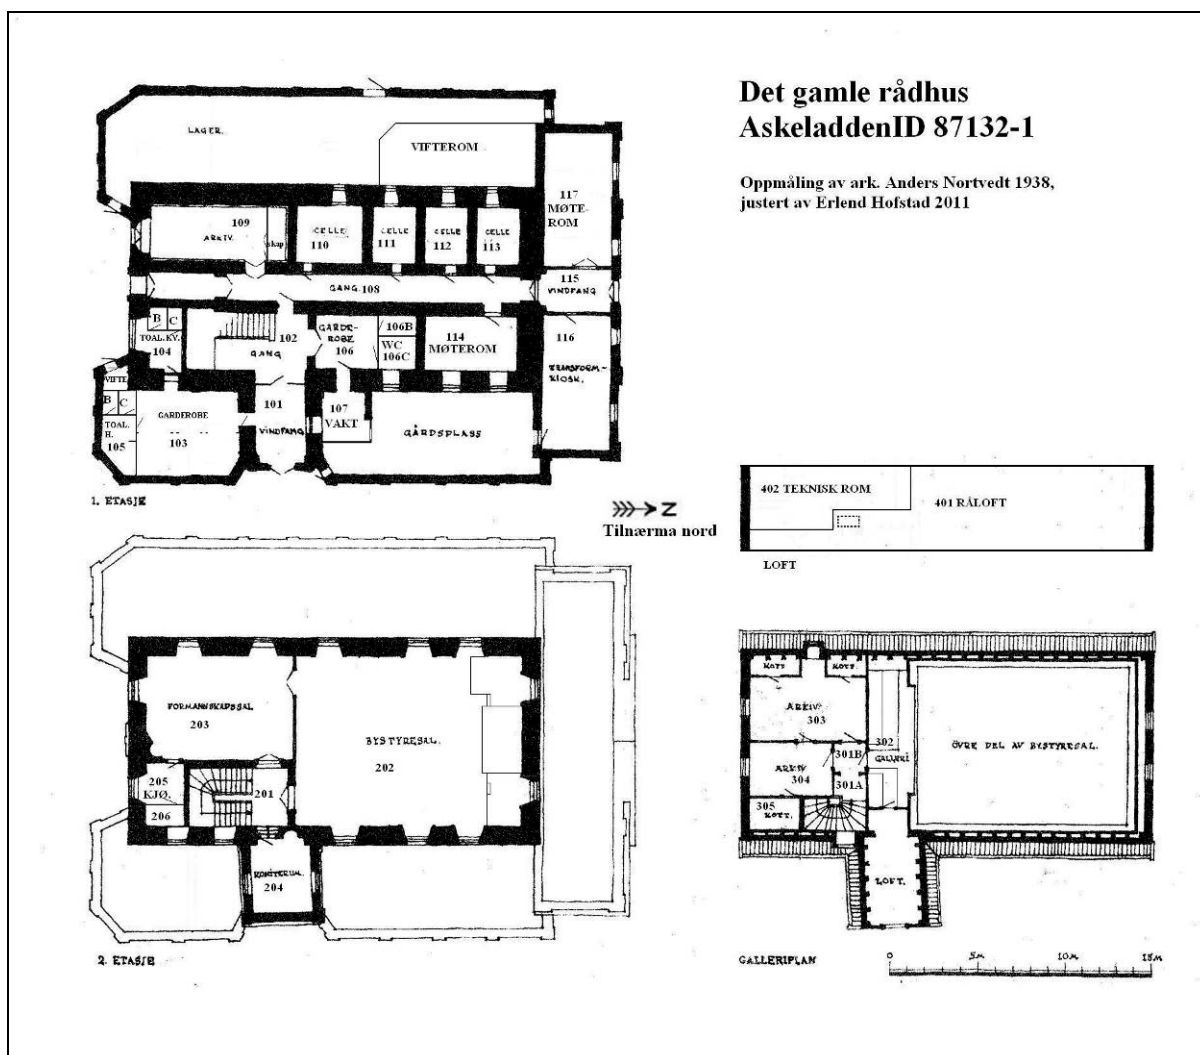 Det gamle rådhus
AskeladdenID 87132-1
Oppmåling av ark. Anders Nortvedt 1938,
justert av Erlend Hofstad 2011
LAGER.
VIFTEROM
117
MØTE-
ROM
109
ARKIV.
skap
CELLE
110
CELLE
111
CELLE
112
CELLE
113
GANG. 108
115
VINDFANG
B C
TOAL. KV.
104
102
GANG
GARDE-
ROBE
106
106B
WC
106C
114
MØTEROM
116
TRANSFORM-
KIOSK.
VIFTE
B C
TOAL.
H.
105
GARDEROBE
103
101
VINDFANG
107
VAKT
GÅRDSPLASS
1. ETASJE
Z
Tilnærma nord
402 TEKNISK ROM
401 RÅLOFT
LOFT
FORMANNSKAPSSAL
203
BYSTYRESAL.
202
205
KJØ.
206
201
KOMITERUM.
204
2. ETASJE
KOTT
KOTT.
ARKIV.
303
302
GALLERI
301B
ARKIV
304
301A
305
KOTT.
ÖVRE DEL AV BYSTYRESAL.
LOFT.
GALLERIPLAN
0 5M 10M 15M